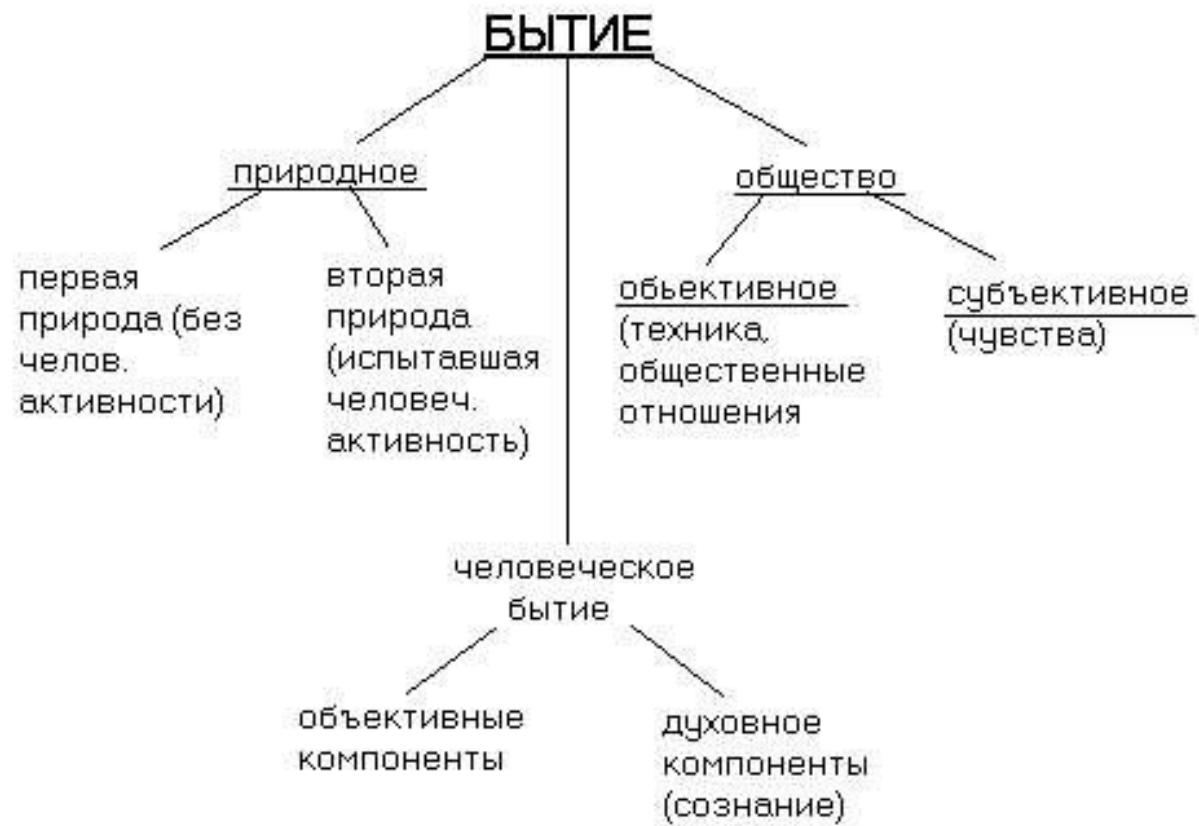 БЫТИЕ
природное
общество
первая
природа (без
челов.
активности)
вторая
природа
(испытавшая
человеч.
активность)
обьективное
(техника,
общественные
отношения
субъективное
(чувства)
человеческое
бытие
объективные
компоненты
духовное
компоненты
(сознание)